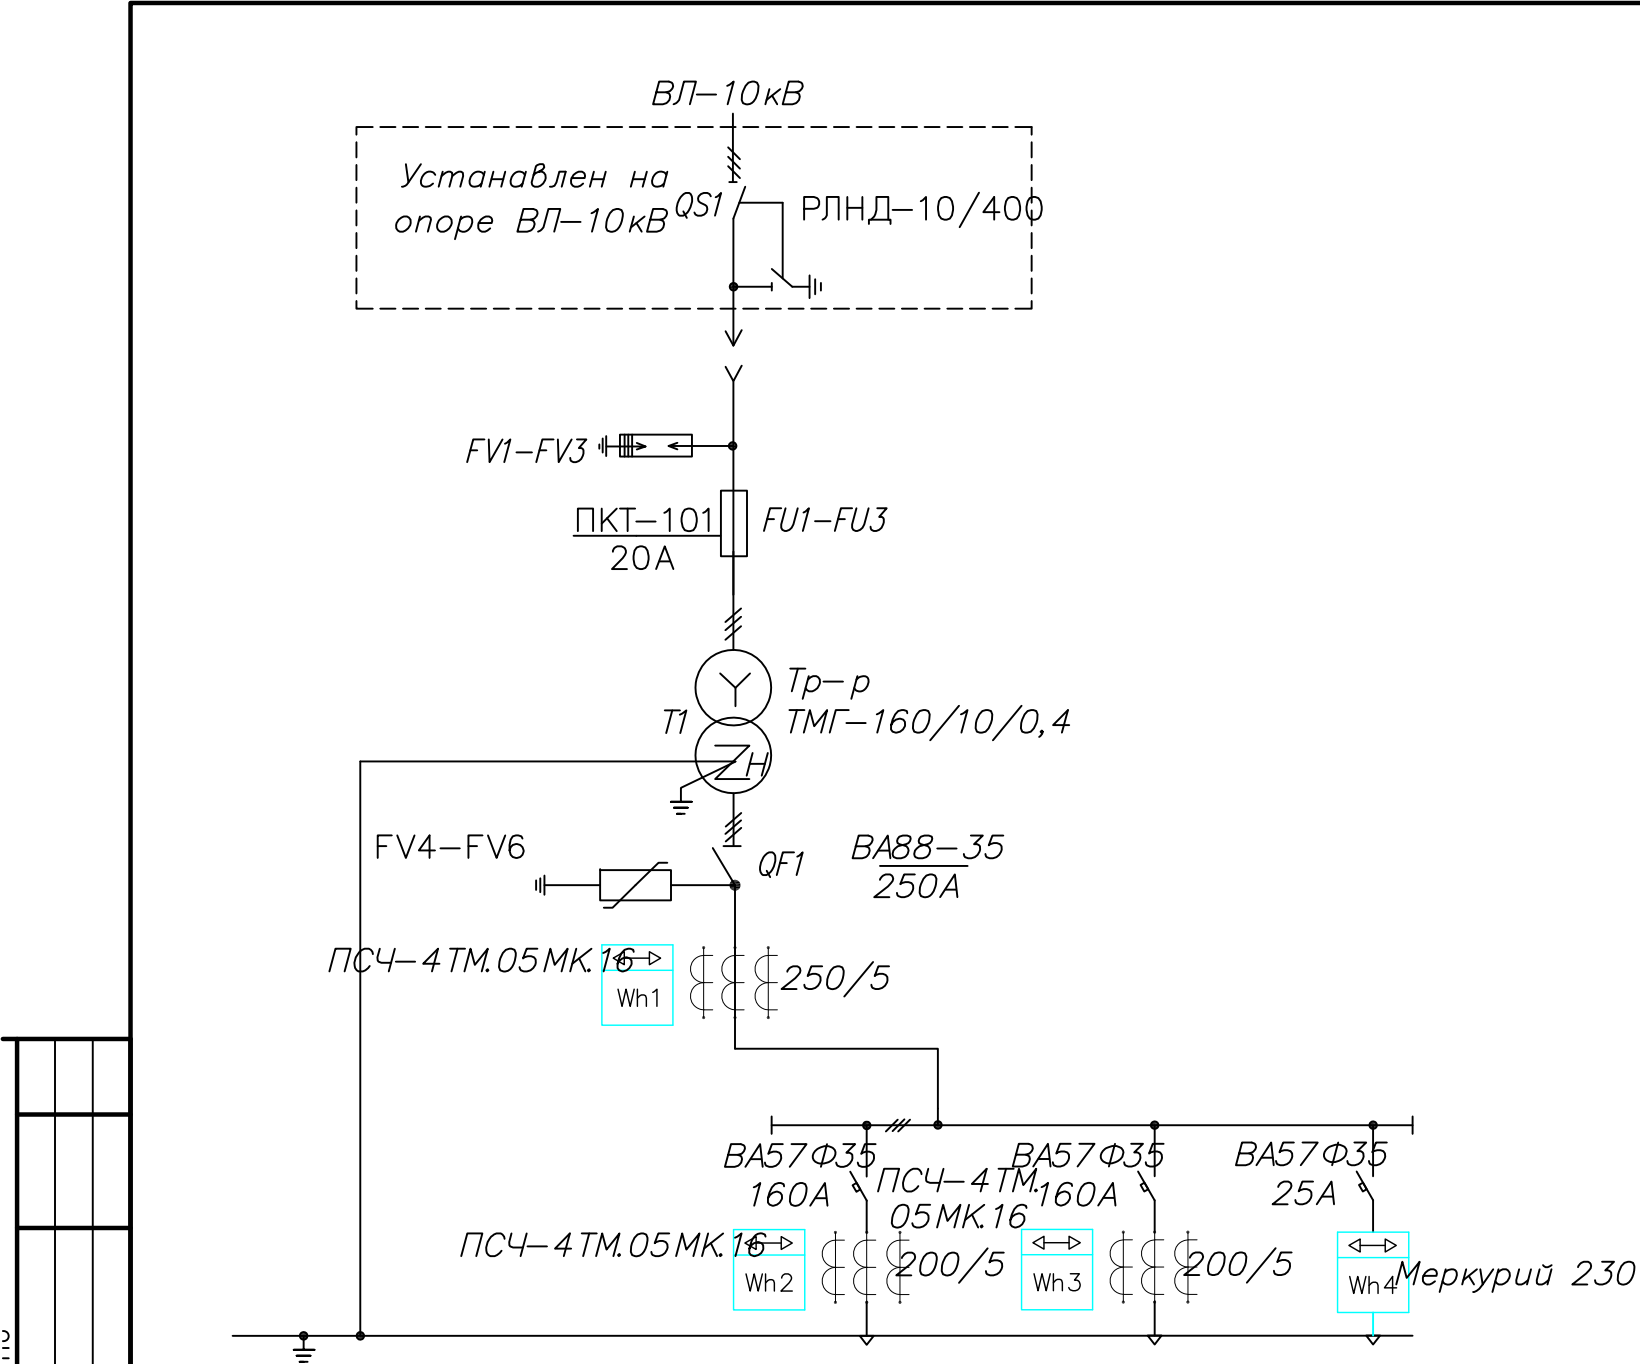 ВЛ-10кВ
Устанавлен на
опоре ВЛ-10кВ
QS1
РЛНД-10/400
FV1-FV3
ПКТ-101
20А
FU1-FU3
Тр-р
Т1
ТМГ-160/10/0,4
Н
FV4-FV6
QF1
ВА88-35
250А
ПСЧ-4ТМ.05МК.16
Wh1
250/5
ВА57Ф35
160А
ПСЧ-4ТМ.
05МК.16
ВА57Ф35
160А
ВА57Ф35
25А
ПСЧ-4ТМ.05МК.16
Wh2
200/5
Wh3
200/5
Wh4
Меркурий 230